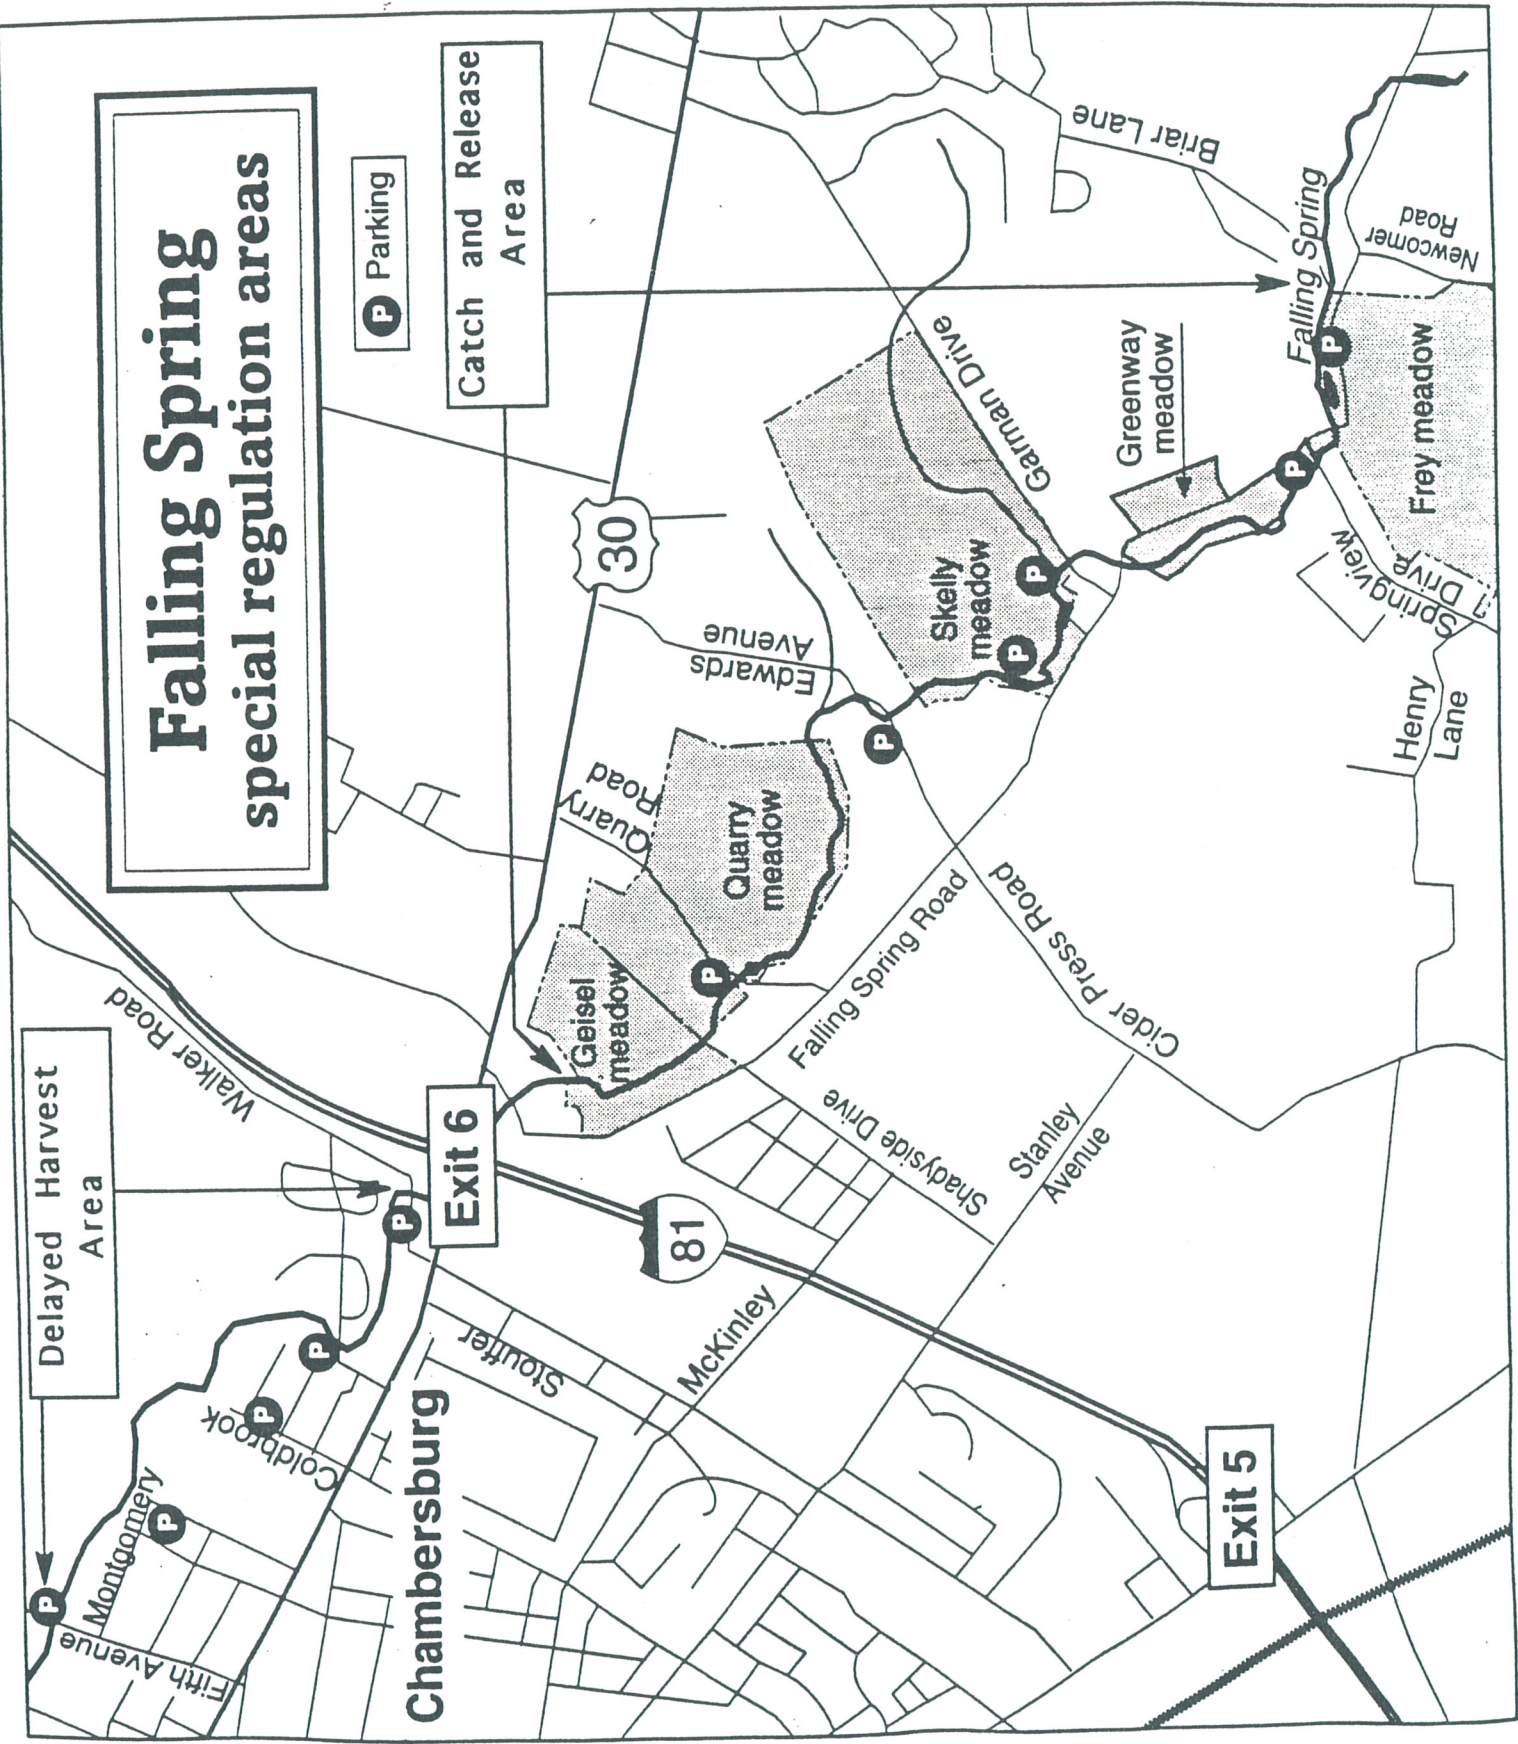 Falling Spring
special regulation areas
P Parking
Catch and Release
Area
Delayed Harvest
Area
Walker Road
Exit 6
30
81
Exit 5
Chambersburg
Fifth Avenue
Montgomery
Coldbrook
Stouffer
McKinley
Shadyside Drive
Stanley
Avenue
Falling Spring Road
Cider Press Road
Quarry
Road
Edwards
Avenue
Geisel
meadow
Quarry
meadow
Skelly
meadow
Garman Drive
Greenway
meadow
Falling Spring
Frey meadow
Briar Lane
Newcomer
Road
Springview
Drive
Henry
Lane
P
P
P
P
P
P
P
P
P
P
P
P